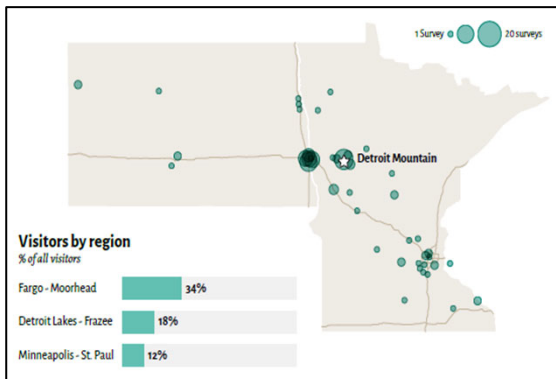 1 Survey
20 surveys
Detroit Mountain
Visitors by region
% of all visitors
Fargo - Moorhead
34%
Detroit Lakes - Frazee
18%
Minneapolis - St. Paul
12%